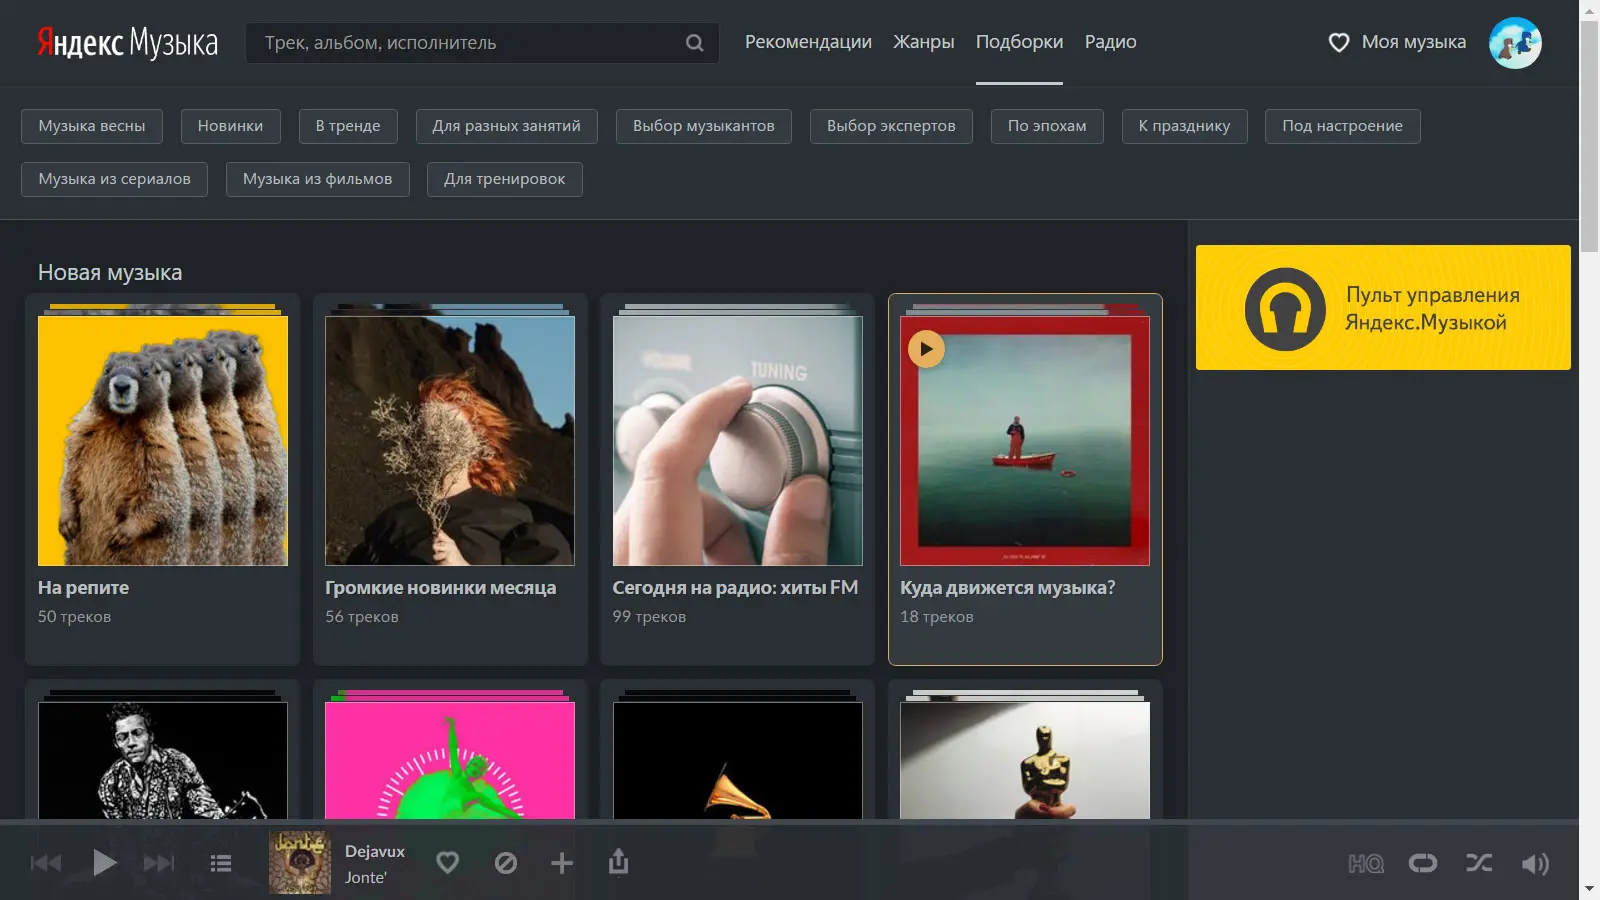 Яндекс Музыка
Трек, альбом, исполнитель
Рекомендации
Жанры
Подборки
Радио
Моя музыка
Музыка весны
Новинки
В тренде
Для разных занятий
Выбор музыкантов
Выбор экспертов
По эпохам
К празднику
Под настроение
Музыка из сериалов
Музыка из фильмов
Для тренировок
Новая музыка
Пульт управления
Яндекс.Музыкой
VOLUME
TUNING
На репите
50 треков
Громкие новинки месяца
56 треков
Сегодня на радио: хиты FM
99 треков
Куда движется музыка?
18 треков
Jonte
Dejavux
Jonte'
HQ